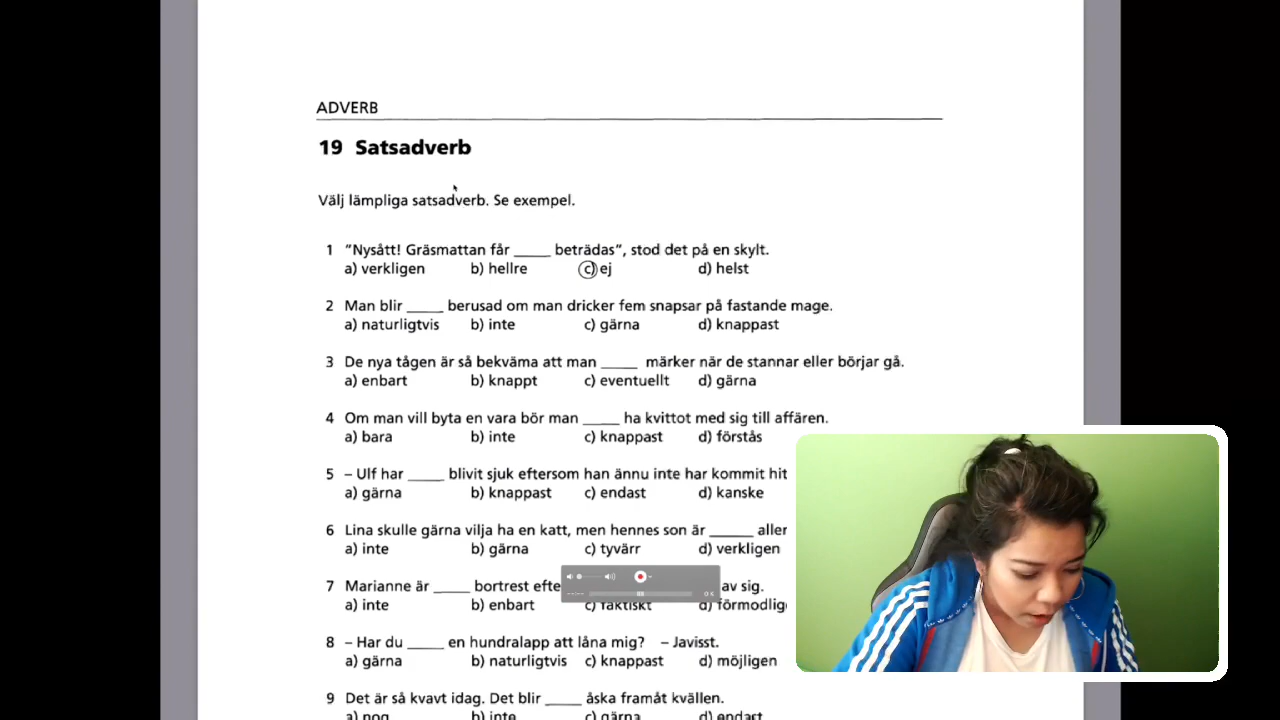 ADVERB
19 Satsadverb
Välj lämpliga satsadverb. Se exempel.
1 ”Nysått! Gräsmattan får _____ beträdas”, stod det på en skylt.
a) verkligen b) hellre c) ej d) helst
2 Man blir _____ berusad om man dricker fem snapsar på fastande mage.
a) naturligtvis b) inte c) gärna d) knappast
3 De nya tågen är så bekväma att man _____ märker när de stannar eller börjar gå.
a) enbart b) knappt c) eventuellt d) gärna
4 Om man vill byta en vara bör man _____ ha kvittot med sig till affären.
a) bara b) inte c) knappast d) förstås
5 – Ulf har _____ blivit sjuk eftersom han ännu inte har kommit hit
a) gärna b) knappast c) endast d) kanske
6 Lina skulle gärna vilja ha en katt, men hennes son är _____ aller
a) inte b) gärna c) tyvärr d) verkligen
7 Marianne är _____ bortrest efte av sig.
a) inte b) enbart c) faktiskt d) förmodlig
8 – Har du _____ en hundralapp att låna mig? – Javisst.
a) gärna b) naturligtvis c) knappast d) möjligen
9 Det är så kvavt idag. Det blir _____ åska framåt kvällen.
a) nog b) inte c) gärna d) endast